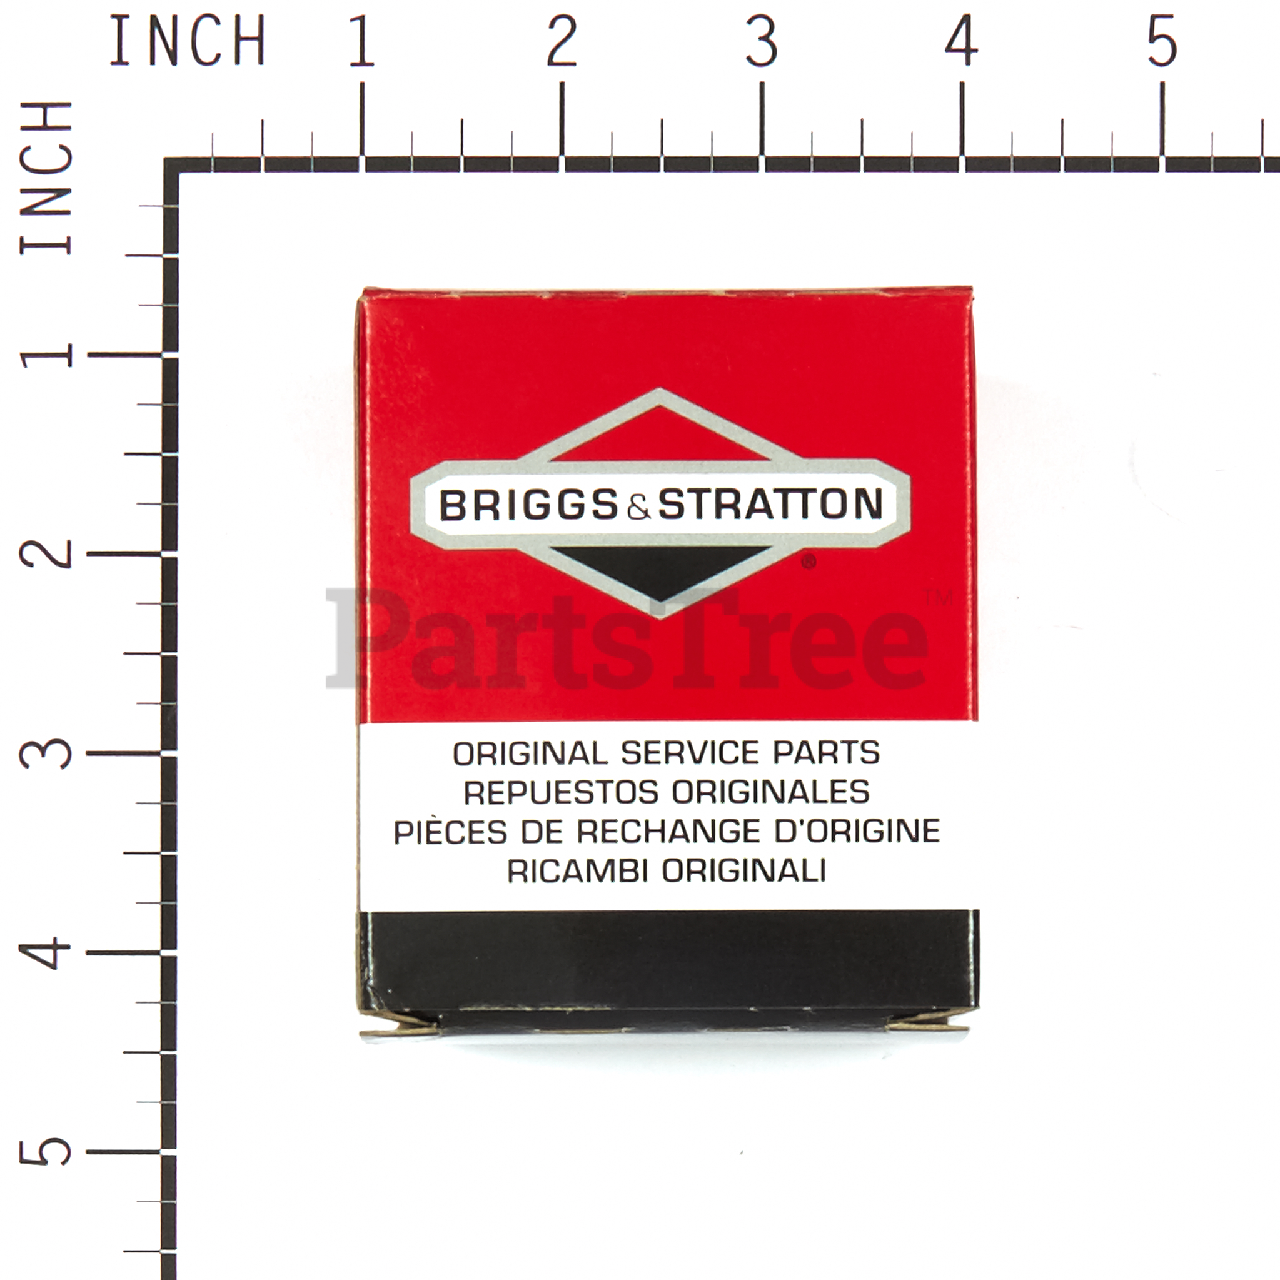 INCH 1 2 3 4 5
INCH
1
2
3
4
5
BRIGGS & STRATTON
®
PartsTree™
ORIGINAL SERVICE PARTS
REPUESTOS ORIGINALES
PIÈCES DE RECHANGE D'ORIGINE
RICAMBI ORIGINALI